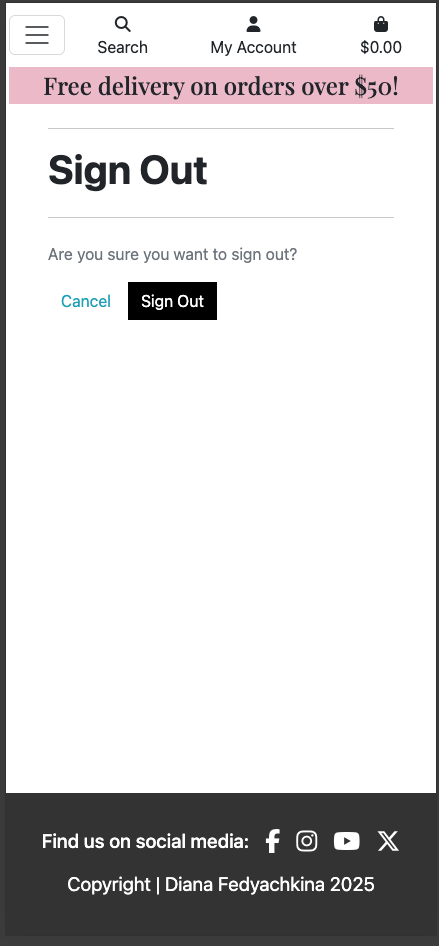 Search My Account $0.00
Free delivery on orders over $50!
Sign Out
Are you sure you want to sign out?
Cancel Sign Out
Find us on social media:
Copyright | Diana Fedyachkina 2025